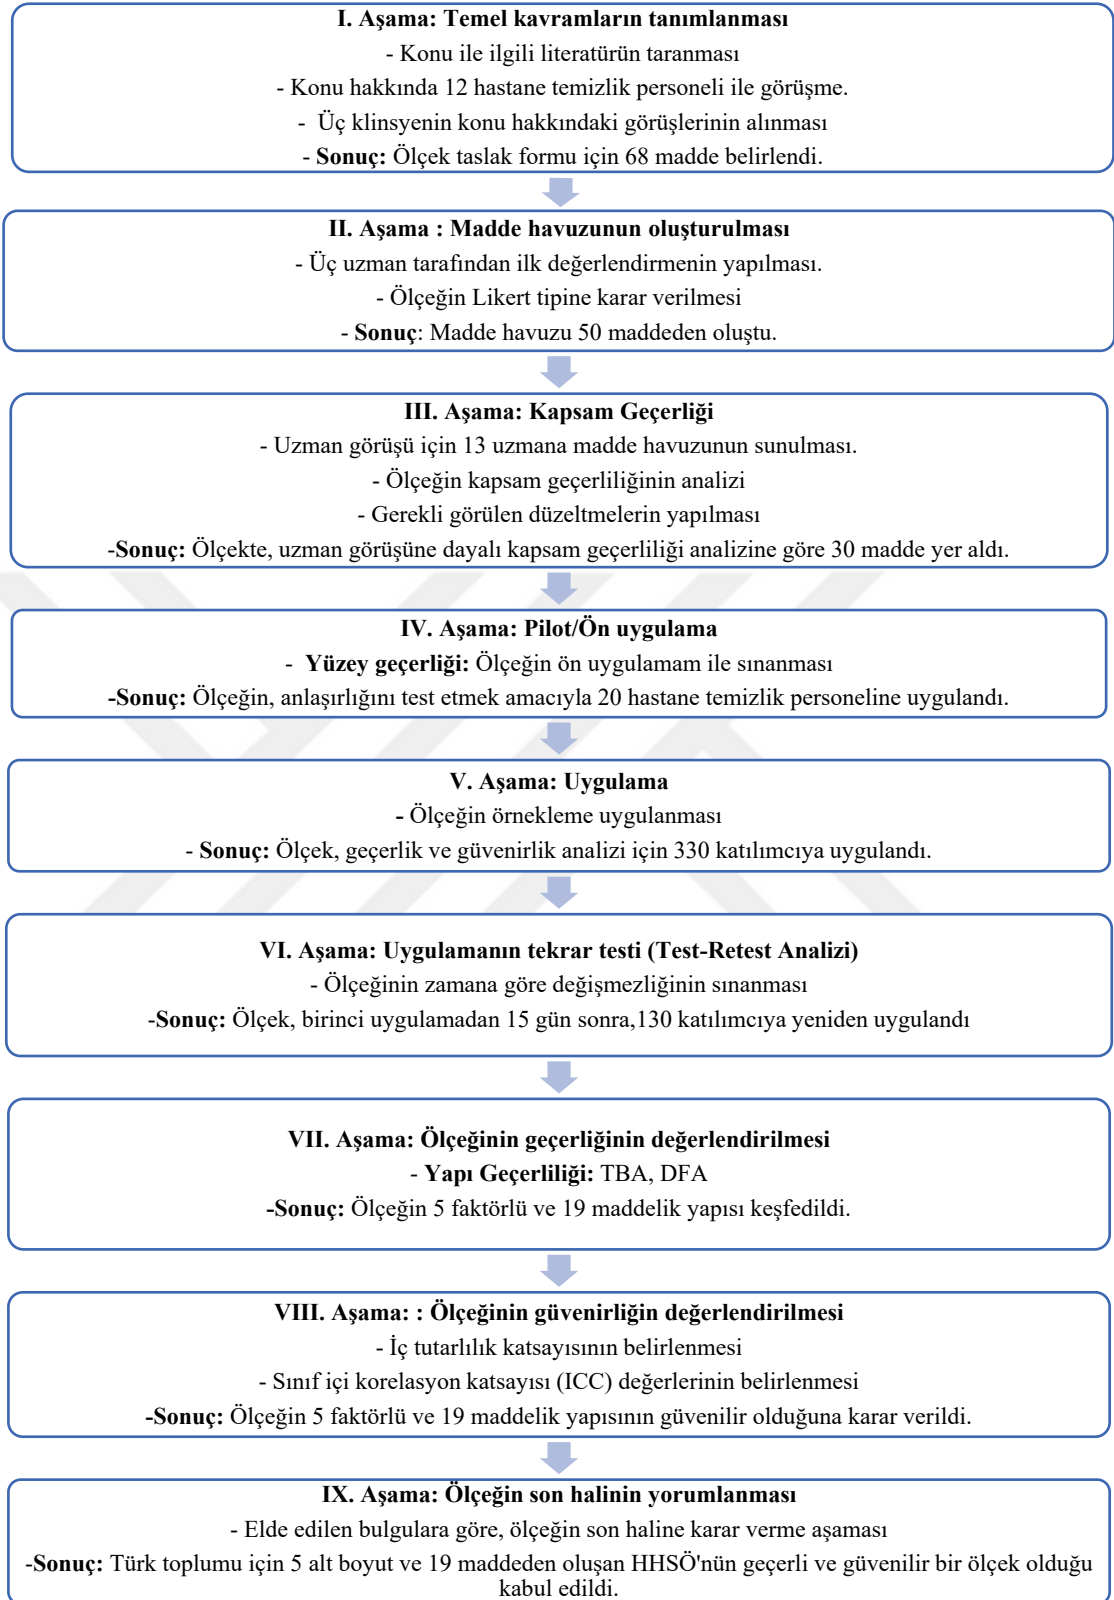 I. Aşama: Temel kavramların tanımlanması
- Konu ile ilgili literatürün taranması
- Konu hakkında 12 hastane temizlik personeli ile görüşme.
- Üç klinsyenin konu hakkındaki görüşlerinin alınması
- Sonuç: Ölçek taslak formu için 68 madde belirlendi.
II. Aşama : Madde havuzunun oluşturulması
- Üç uzman tarafından ilk değerlendirmenin yapılması.
- Ölçeğin Likert tipine karar verilmesi
- Sonuç: Madde havuzu 50 maddeden oluştu.
III. Aşama: Kapsam Geçerliği
- Uzman görüşü için 13 uzmana madde havuzunun sunulması.
- Ölçeğin kapsam geçerliliğinin analizi
- Gerekli görülen düzeltmelerin yapılması
-Sonuç: Ölçekte, uzman görüşüne dayalı kapsam geçerliliği analizine göre 30 madde yer aldı.
IV. Aşama: Pilot/Ön uygulama
- Yüzey geçerliği: Ölçeğin ön uygulamam ile sınanması
-Sonuç: Ölçeğin, anlaşırlığını test etmek amacıyla 20 hastane temizlik personeline uygulandı.
V. Aşama: Uygulama
- Ölçeğin örnekleme uygulanması
- Sonuç: Ölçek, geçerlik ve güvenirlik analizi için 330 katılımcıya uygulandı.
VI. Aşama: Uygulamanın tekrar testi (Test-Retest Analizi)
- Ölçeğinin zamana göre değişmezliğinin sınanması
-Sonuç: Ölçek, birinci uygulamadan 15 gün sonra,130 katılımcıya yeniden uygulandı
VII. Aşama: Ölçeğinin geçerliğinin değerlendirilmesi
- Yapı Geçerliliği: TBA, DFA
-Sonuç: Ölçeğin 5 faktörlü ve 19 maddelik yapısı keşfedildi.
VIII. Aşama: : Ölçeğinin güvenirliğin değerlendirilmesi
- İç tutarlılık katsayısının belirlenmesi
- Sınıf içi korelasyon katsayısı (ICC) değerlerinin belirlenmesi
-Sonuç: Ölçeğin 5 faktörlü ve 19 maddelik yapısının güvenilir olduğuna karar verildi.
IX. Aşama: Ölçeğin son halinin yorumlanması
- Elde edilen bulgulara göre, ölçeğin son haline karar verme aşaması
-Sonuç: Türk toplumu için 5 alt boyut ve 19 maddeden oluşan HHSÖ'nün geçerli ve güvenilir bir ölçek olduğu
kabul edildi.